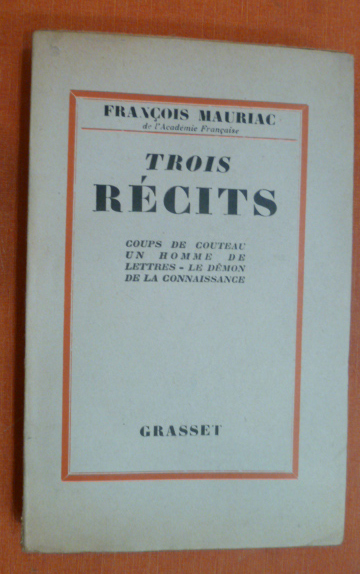 FRANÇOIS MAURIAC
de l'Académie Française
TROIS
RÉCITS
COUPS DE COUTEAU
UN HOMME DE
LETTRES - LE DÉMON
DE LA CONNAISSANCE
GRASSET